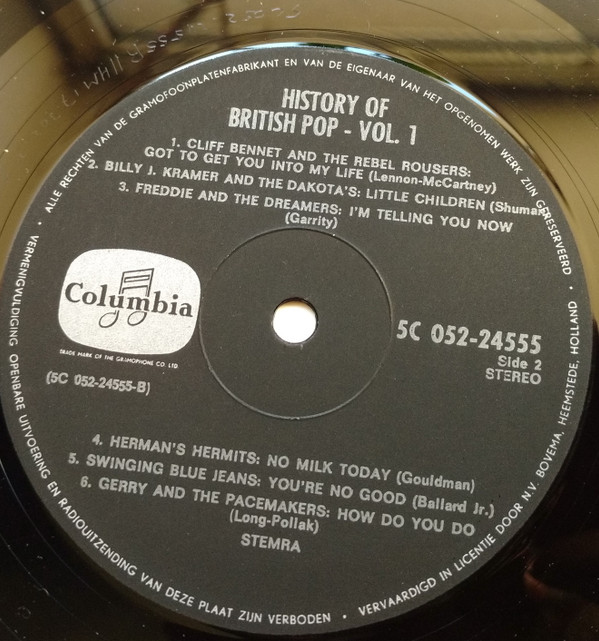 ALLE RECHTEN VAN DE GRAMOFOONPLATENFABRIKANT EN VAN DE EIGENAAR VAN HET OPGENOMEN WERK ZIJN GERESERVEERD
HISTORY OF
BRITISH POP - VOL. 1
1. CLIFF BENNET AND THE REBEL ROUSERS:
GOT TO GET YOU INTO MY LIFE (Lennon-McCartney)
2. BILLY J. KRAMER AND THE DAKOTA'S: LITTLE CHILDREN (Shuman)
3. FREDDIE AND THE DREAMERS: I'M TELLING YOU NOW
(Garrity)
Columbia
TRADE MARK OF THE GRAMOPHONE CO. LTD.
(5C 052-24555-B)
5C 052-24555
Side 2
STEREO
4. HERMAN'S HERMITS: NO MILK TODAY (Gouldman)
5. SWINGING BLUE JEANS: YOU'RE NO GOOD (Ballard Jr.)
6. GERRY AND THE PACEMAKERS: HOW DO YOU DO
(Long-Pollak)
STEMRA
VERMENIGVULDIGING OPENBARE UITVOERING EN RADIOUITZENDING VAN DEZE PLAAT ZIJN VERBODEN • VERVAARDIGD IN LICENTIE DOOR N.V. BOVEMA, HEEMSTEDE, HOLLAND •